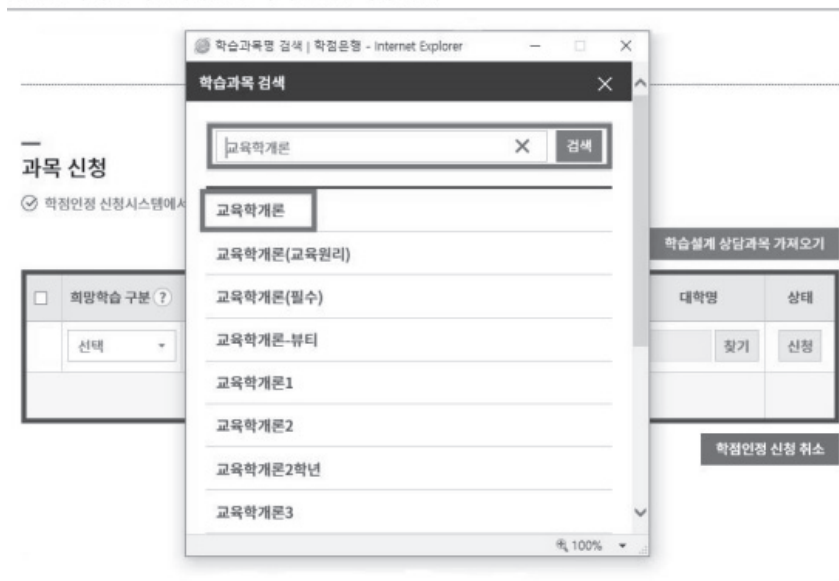 학습과목명 검색 | 학점은행 - Internet Explorer
학습과목 검색
교육학개론
검색
과목 신청
학점인정 신청시스템에서
교육학개론
교육학개론(교육원리)
학습설계 상담과목 가져오기
희망학습 구분 ?
교육학개론(필수)
대학명
상태
선택
교육학개론-뷰티
찾기
신청
교육학개론1
교육학개론2
학점인정 신청 취소
교육학개론2학년
교육학개론3
100%